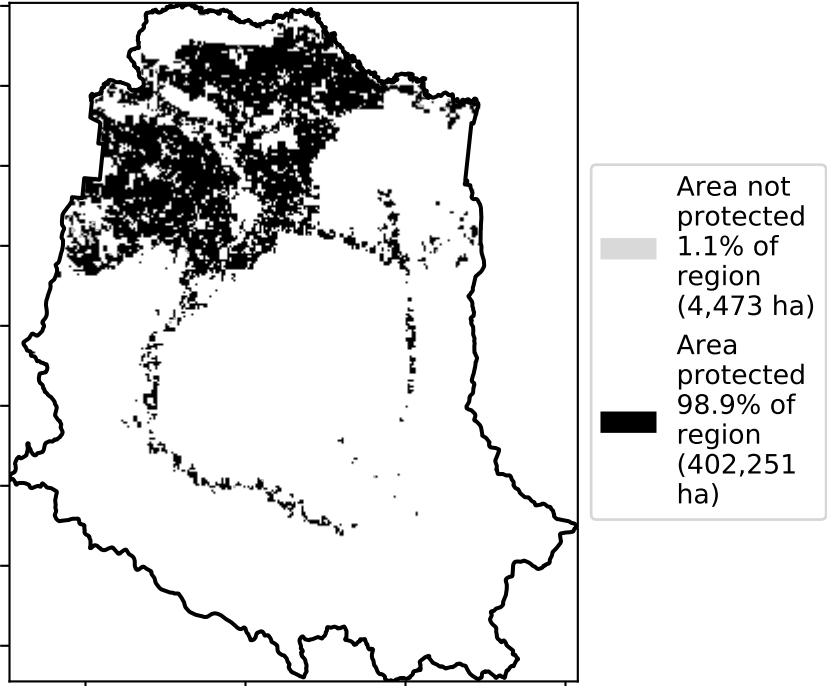 Area not
protected
1.1% of
region
(4,473 ha)
Area
protected
98.9% of
region
(402,251
ha)